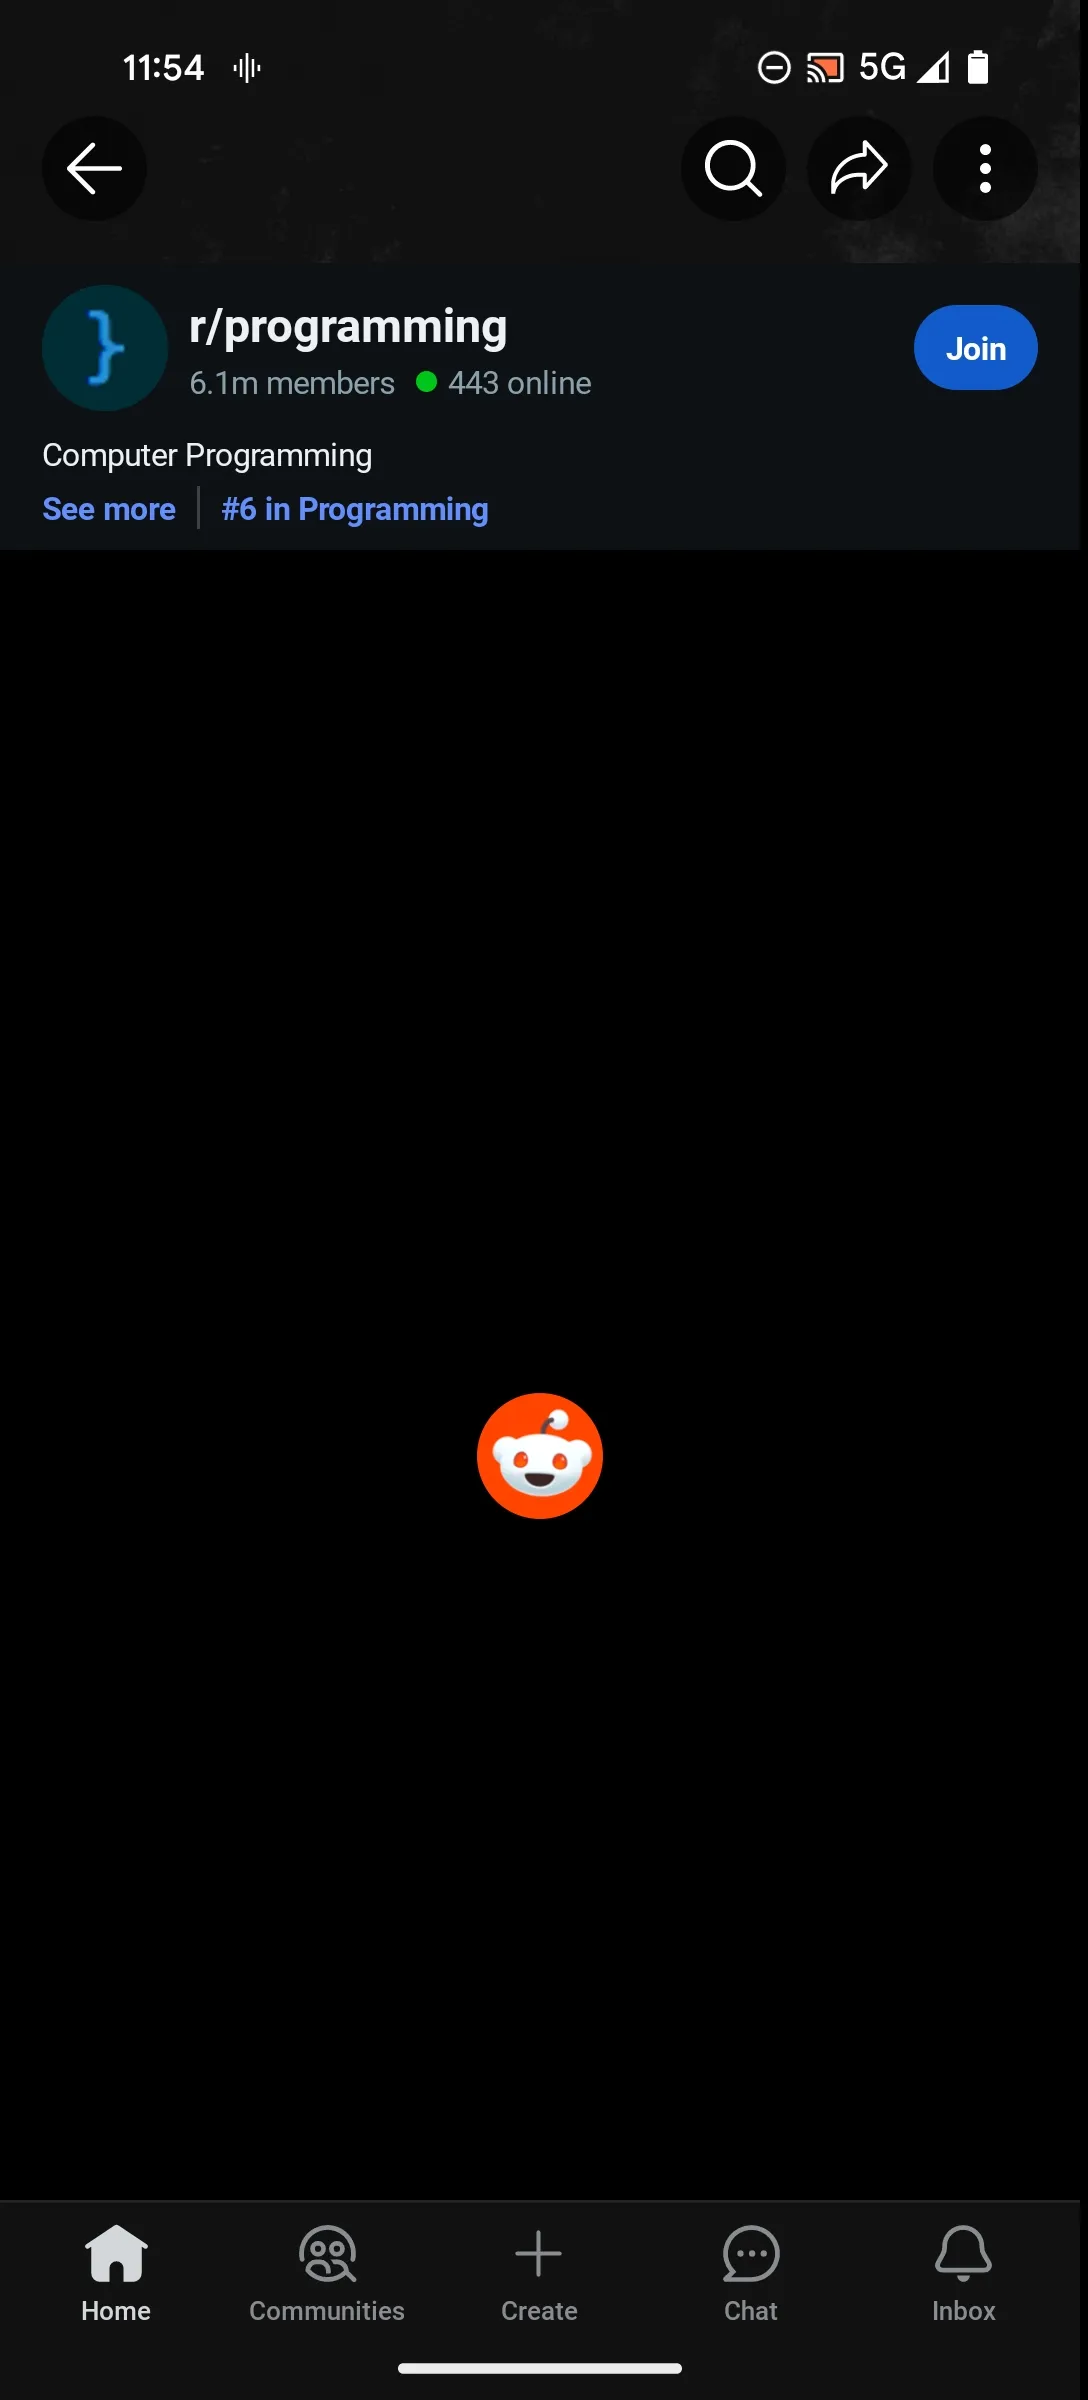 11:54 5G
r/programming
6.1m members 443 online
Join
Computer Programming
See more #6 in Programming
Home Communities Create Chat Inbox